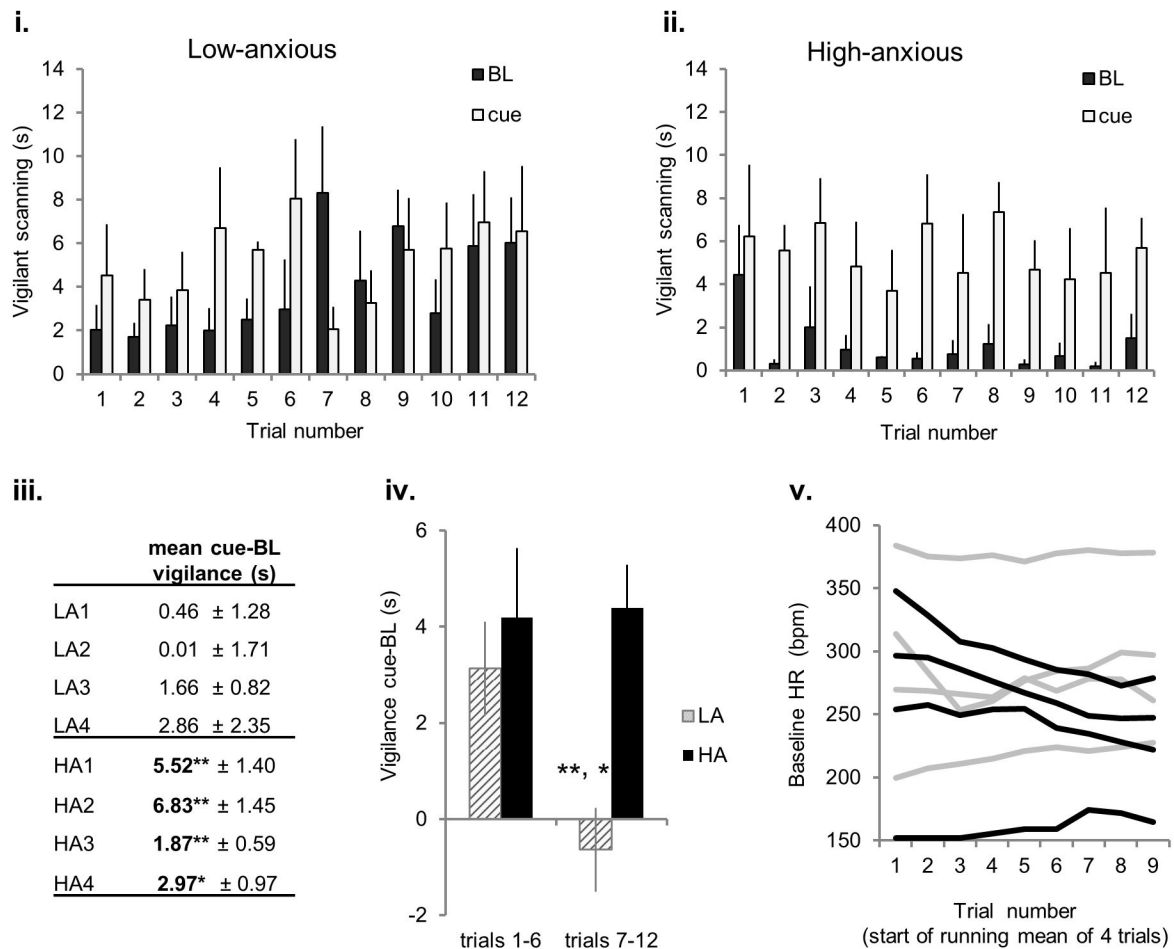 i.
Low-anxious
BL
cue
Vigilant scanning (s)
14
12
10
8
6
4
2
0
1 2 3 4 5 6 7 8 9 10 11 12
Trial number
ii.
High-anxious
BL
cue
Vigilant scanning (s)
14
12
10
8
6
4
2
0
1 2 3 4 5 6 7 8 9 10 11 12
Trial number
iii.
mean cue-BL
vigilance (s)
LA1 0.46 ± 1.28
LA2 0.01 ± 1.71
LA3 1.66 ± 0.82
LA4 2.86 ± 2.35
HA1 5.52** ± 1.40
HA2 6.83** ± 1.45
HA3 1.87** ± 0.59
HA4 2.97* ± 0.97
iv.
Vigilance cue-BL (s)
6
4
2
0
-2
**, *
LA
HA
trials 1-6 trials 7-12
v.
Baseline HR (bpm)
400
350
300
250
200
150
1 2 3 4 5 6 7 8 9
Trial number
(start of running mean of 4 trials)